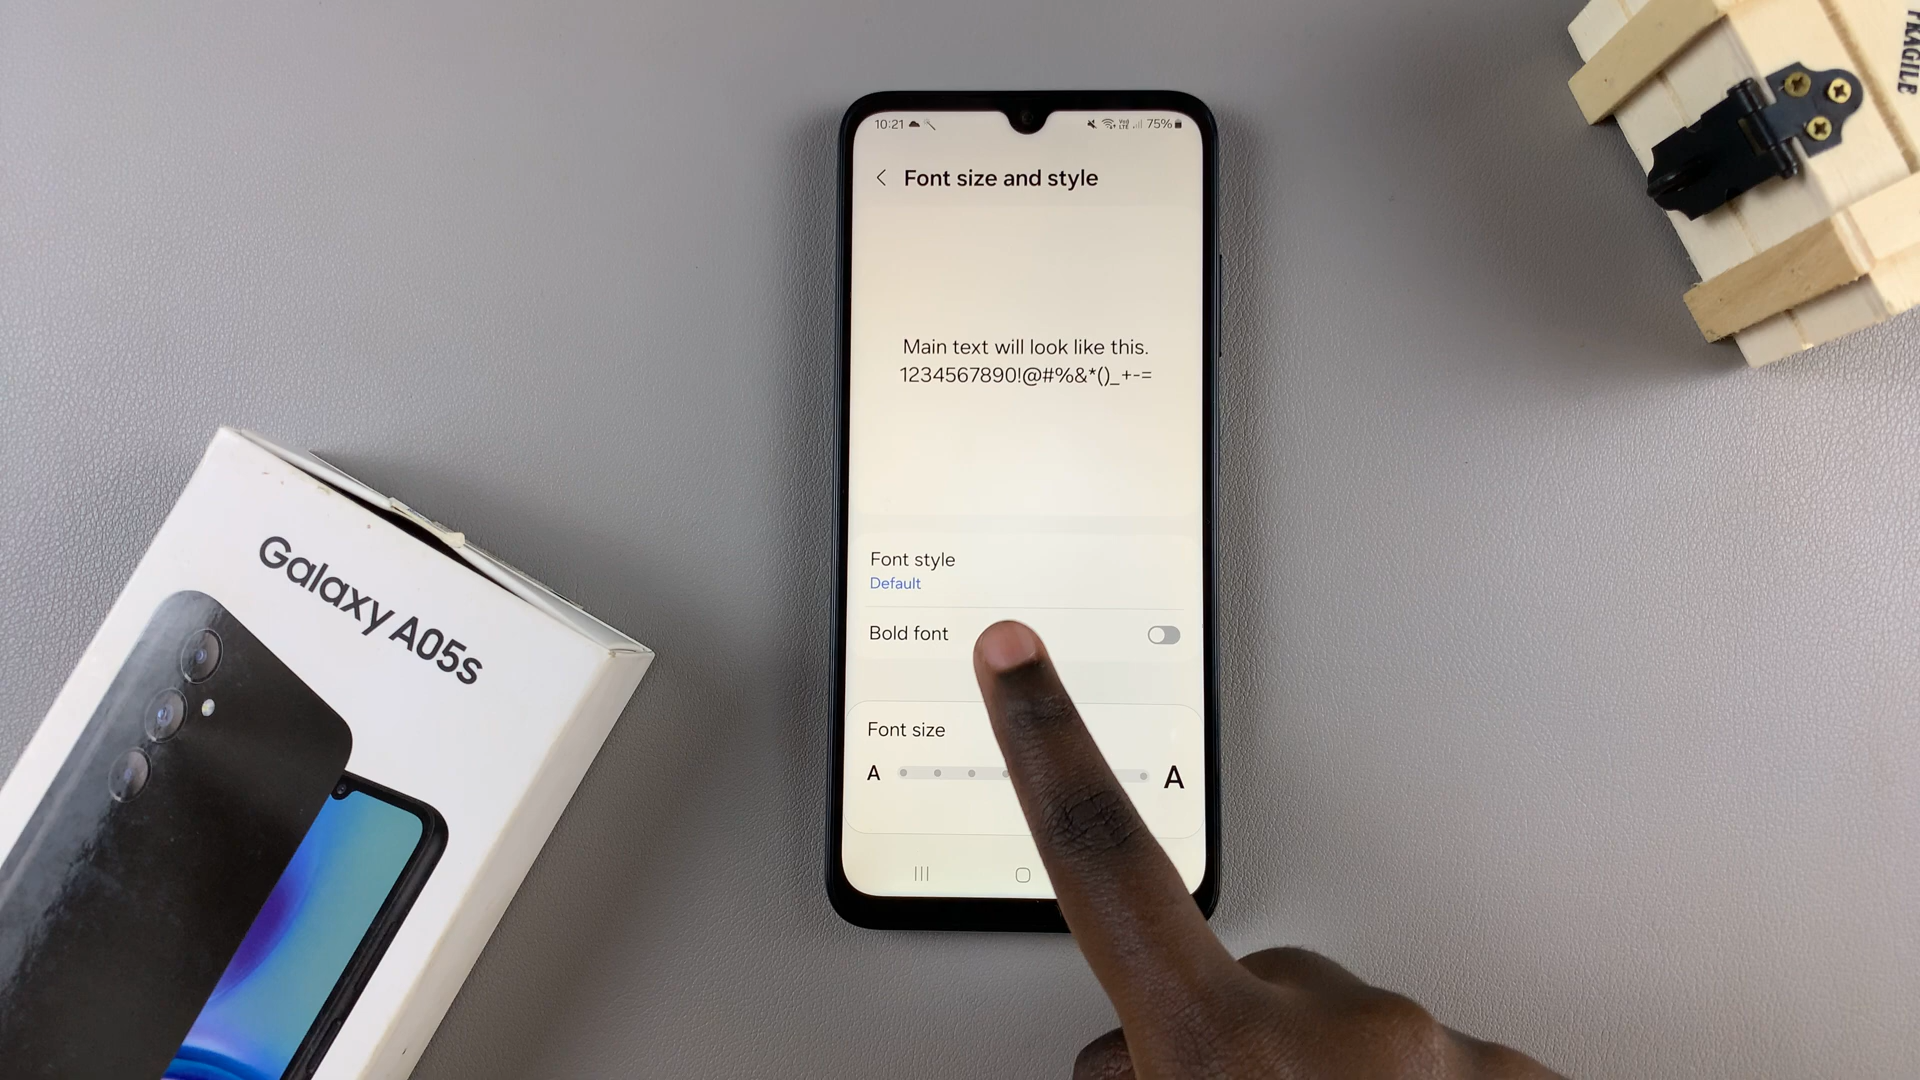 10:21
75%
Font size and style
Main text will look like this.
1234567890!@#%&*()_+-=
Font style
Default
Bold font
Font size
A A
Galaxy A05s
FRAGILE